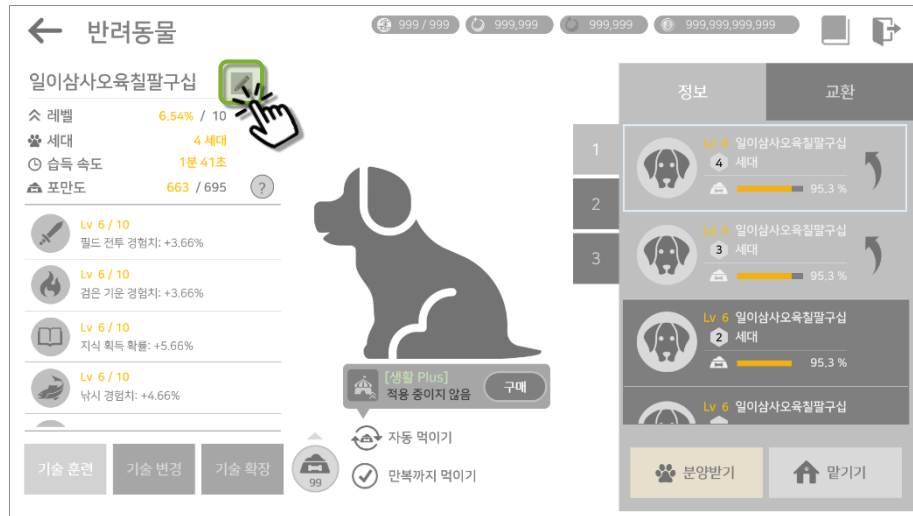 반려동물
999 / 999
999,999
999,999
999,999,999,999
일이삼사오육칠팔구십
레벨 6.54% / 10
세대 4 세대
습득 속도 1분 41초
포만도 663 / 695 ?
Lv 6 / 10
필드 전투 경험치: +3.66%
Lv 6 / 10
검은 기운 경험치: +3.66%
Lv 6 / 10
지식 획득 확률: +5.66%
Lv 6 / 10
낚시 경험치: +4.66%
기술 훈련
기술 변경
기술 확장
[생활 Plus]
적용 중이지 않음
구매
자동 먹이기
만복까지 먹이기
99
1
2
3
정보
교환
Lv 6 일이삼사오육칠팔구십
4 세대
95.3 %
Lv 6 일이삼사오육칠팔구십
3 세대
95.3 %
Lv 6 일이삼사오육칠팔구십
2 세대
95.3 %
Lv 6 일이삼사오육칠팔구십
분양받기
맡기기